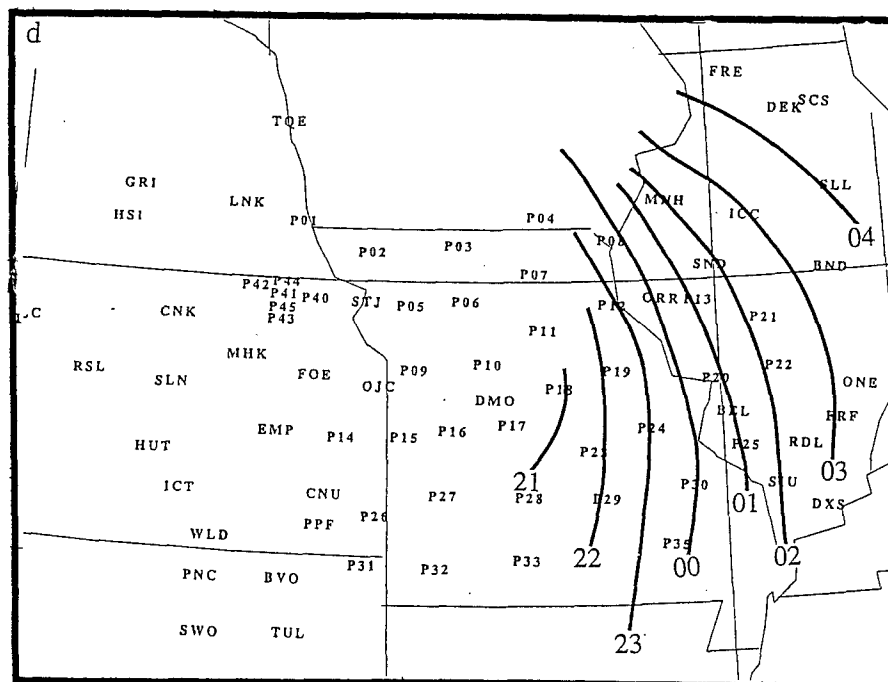 d
FRE
DEK SCS
TOE
GRI
LNK
HSI
P01
P04
MNH
ICC
SLL
04
P02
P03
P08
P07
SND
BND
P42 P44
P41
P40
P45
P43
CNK
STJ
P05
P06
P12
ORR P13
P21
P11
MHK
RSL
SLN
FOE
OJC
P09
P10
P18
P19
P20
P22
ONE
DMO
BEL
FRF
HUT
EMP
P14
P15
P16
P17
P24
P25
RDL
P23
03
ICT
CNU
P27
21
P28
P29
P30
01
SIU
DXS
PPF
P26
WLD
P35
02
PNC
BVO
P31
P32
P33
22
00
SWO
TUL
23